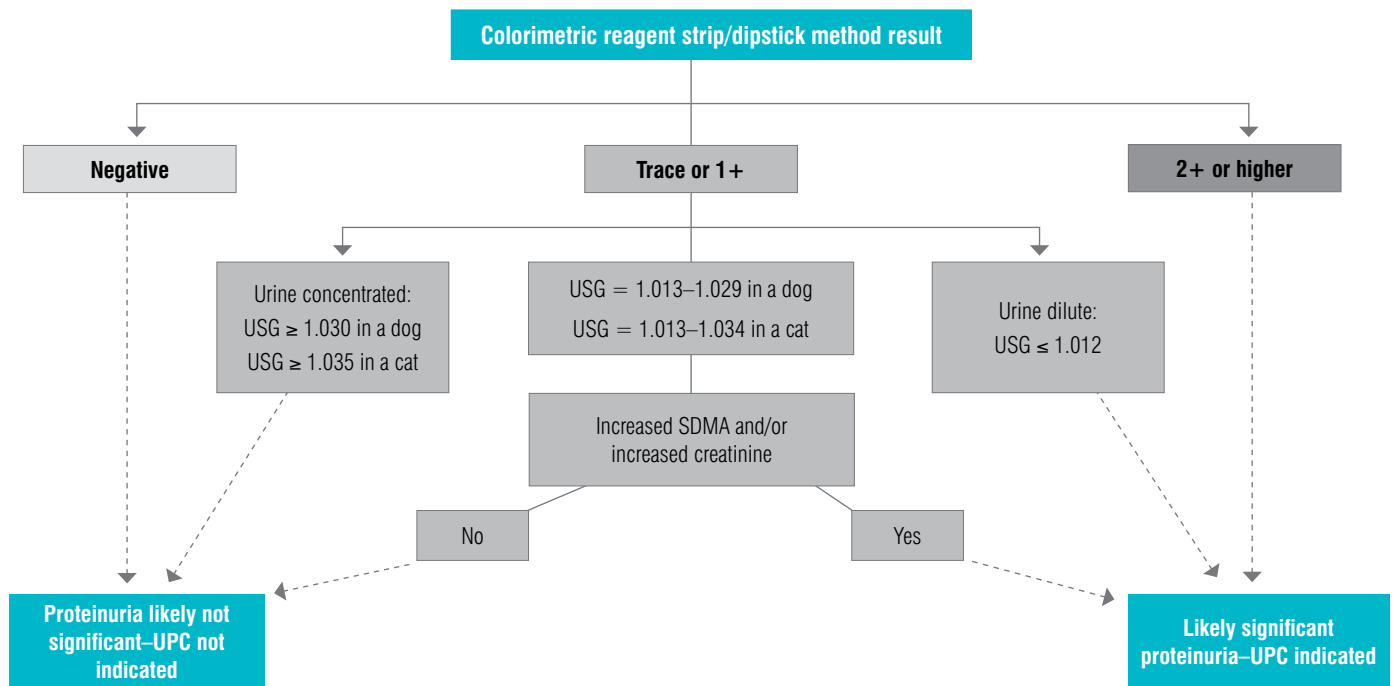 Colorimetric reagent strip/dipstick method result
Negative
Trace or 1+
2+ or higher
Urine concentrated:
USG ≥ 1.030 in a dog
USG ≥ 1.035 in a cat
USG = 1.013–1.029 in a dog
USG = 1.013–1.034 in a cat
Urine dilute:
USG ≤ 1.012
Increased SDMA and/or
increased creatinine
No
Yes
Proteinuria likely not
significant–UPC not
indicated
Likely significant
proteinuria–UPC indicated